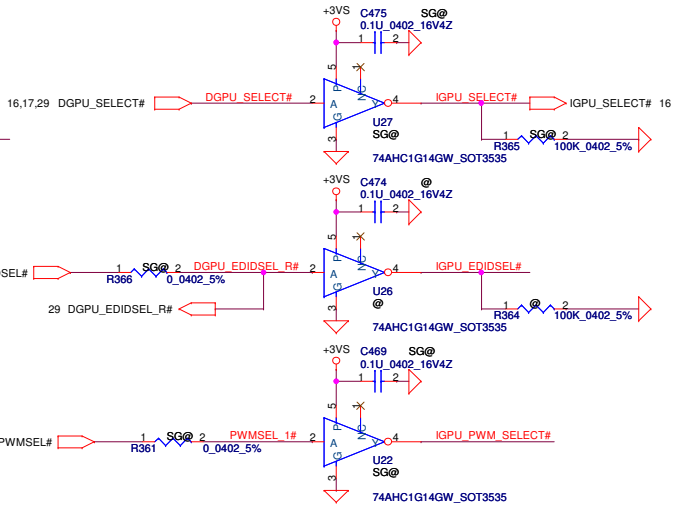 +3VS
C475 SG@
0.1U_0402_16V4Z
1 2
5 1
P NC
16,17,29 DGPU_SELECT# DGPU_SELECT# 2 A Y 4 IGPU_SELECT# IGPU_SELECT# 16
G
3
U27
SG@
1 SG@ 2
R365 100K_0402_5%
74AHC1G14GW_SOT3535
+3VS
C474 @
0.1U_0402_16V4Z
1 2
5 1
P NC
DSEL# 1 SG@ 2 DGPU_EDIDSEL_R# 2 A Y 4 IGPU_EDIDSEL#
R366 0_0402_5%
G
3
U26
@
29 DGPU_EDIDSEL_R#
1 @ 2
R364 100K_0402_5%
74AHC1G14GW_SOT3535
+3VS
C469 SG@
0.1U_0402_16V4Z
1 2
5 1
P NC
PWMSEL# 1 SG@ 2 PWMSEL_1# 2 A Y 4 IGPU_PWM_SELECT#
R361 0_0402_5%
G
3
U22
SG@
74AHC1G14GW_SOT3535